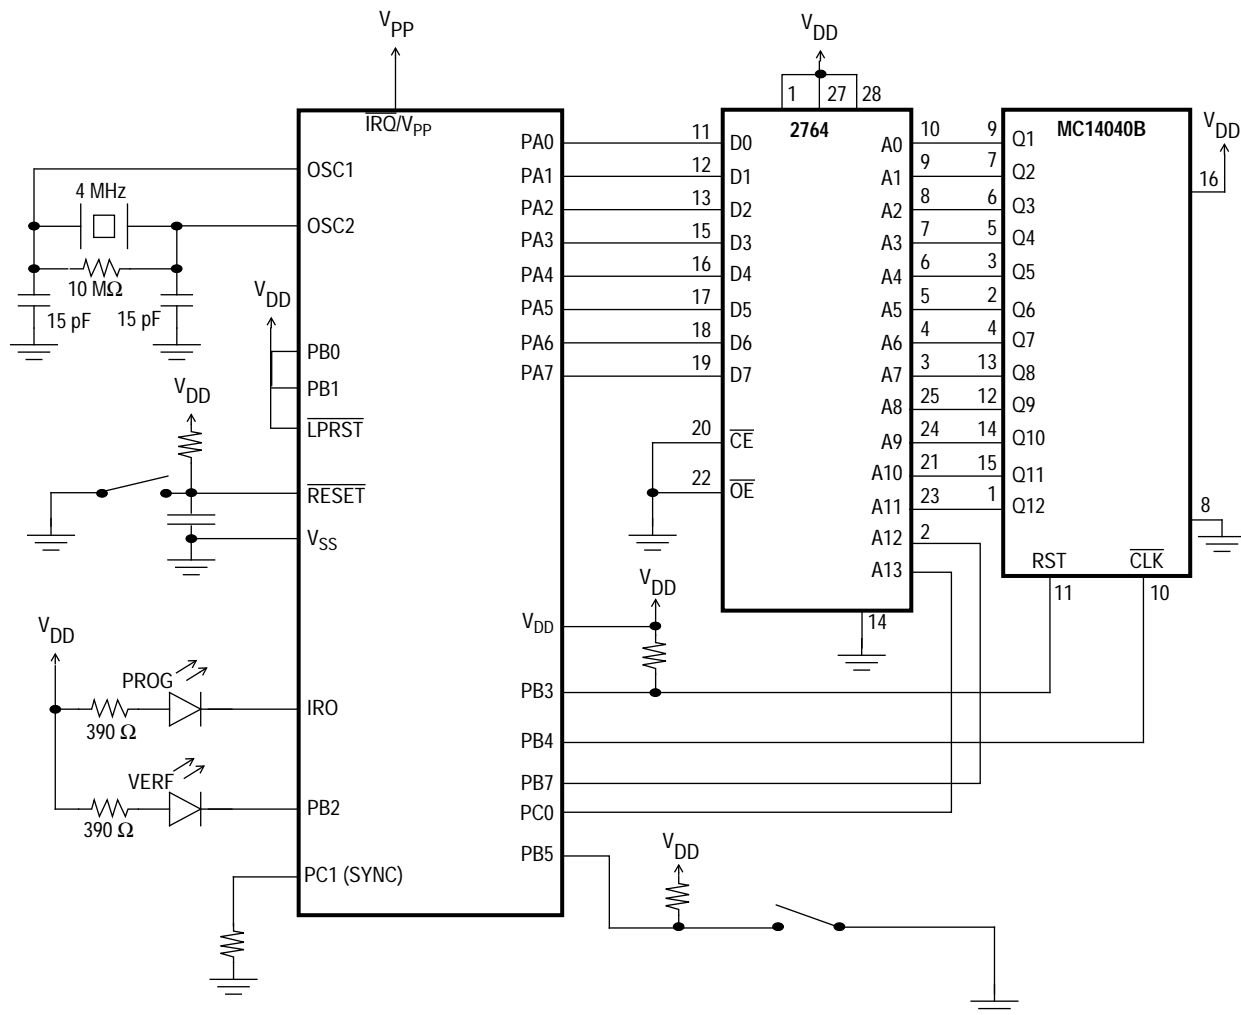 VPP
IRQ/VPP
OSC1
4 MHz
OSC2
10 MΩ
15 pF
15 pF
VDD
PB0
PB1
LPRST
VDD
RESET
VSS
VDD
PROG
390 Ω
IRO
VERF
390 Ω
PB2
PC1 (SYNC)
PA0
PA1
PA2
PA3
PA4
PA5
PA6
PA7
VDD
PB3
PB4
PB7
PC0
PB5
VDD
VDD
VDD
1 27 28
2764
11 D0
12 D1
13 D2
15 D3
16 D4
17 D5
18 D6
19 D7
20 CE
22 OE
A0 10
A1 9
A2 8
A3 7
A4 6
A5 5
A6 4
A7 3
A8 25
A9 24
A10 21
A11 23
A12 2
A13
14
MC14040B
9 Q1
7 Q2
6 Q3
5 Q4
3 Q5
2 Q6
4 Q7
13 Q8
12 Q9
14 Q10
15 Q11
1 Q12
VDD
16
8
RST CLK
11 10